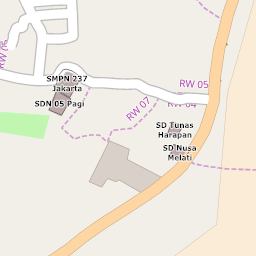 RW 05
SMPN 237
Jakarta
SDN 05 Pagi
RW 07
RW 04
RW 06
SD Tunas
Harapan
SD Nusa
Melati